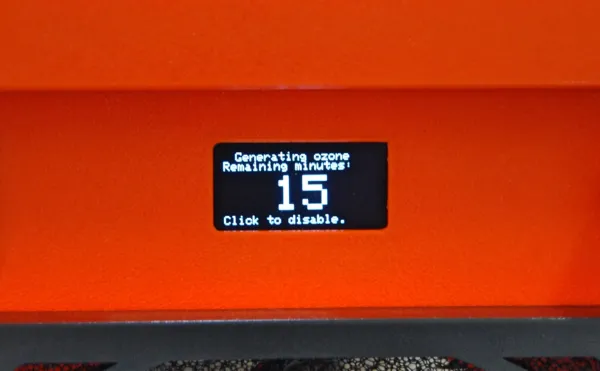 Generating ozone
Remaining minutes:
15
Click to disable.